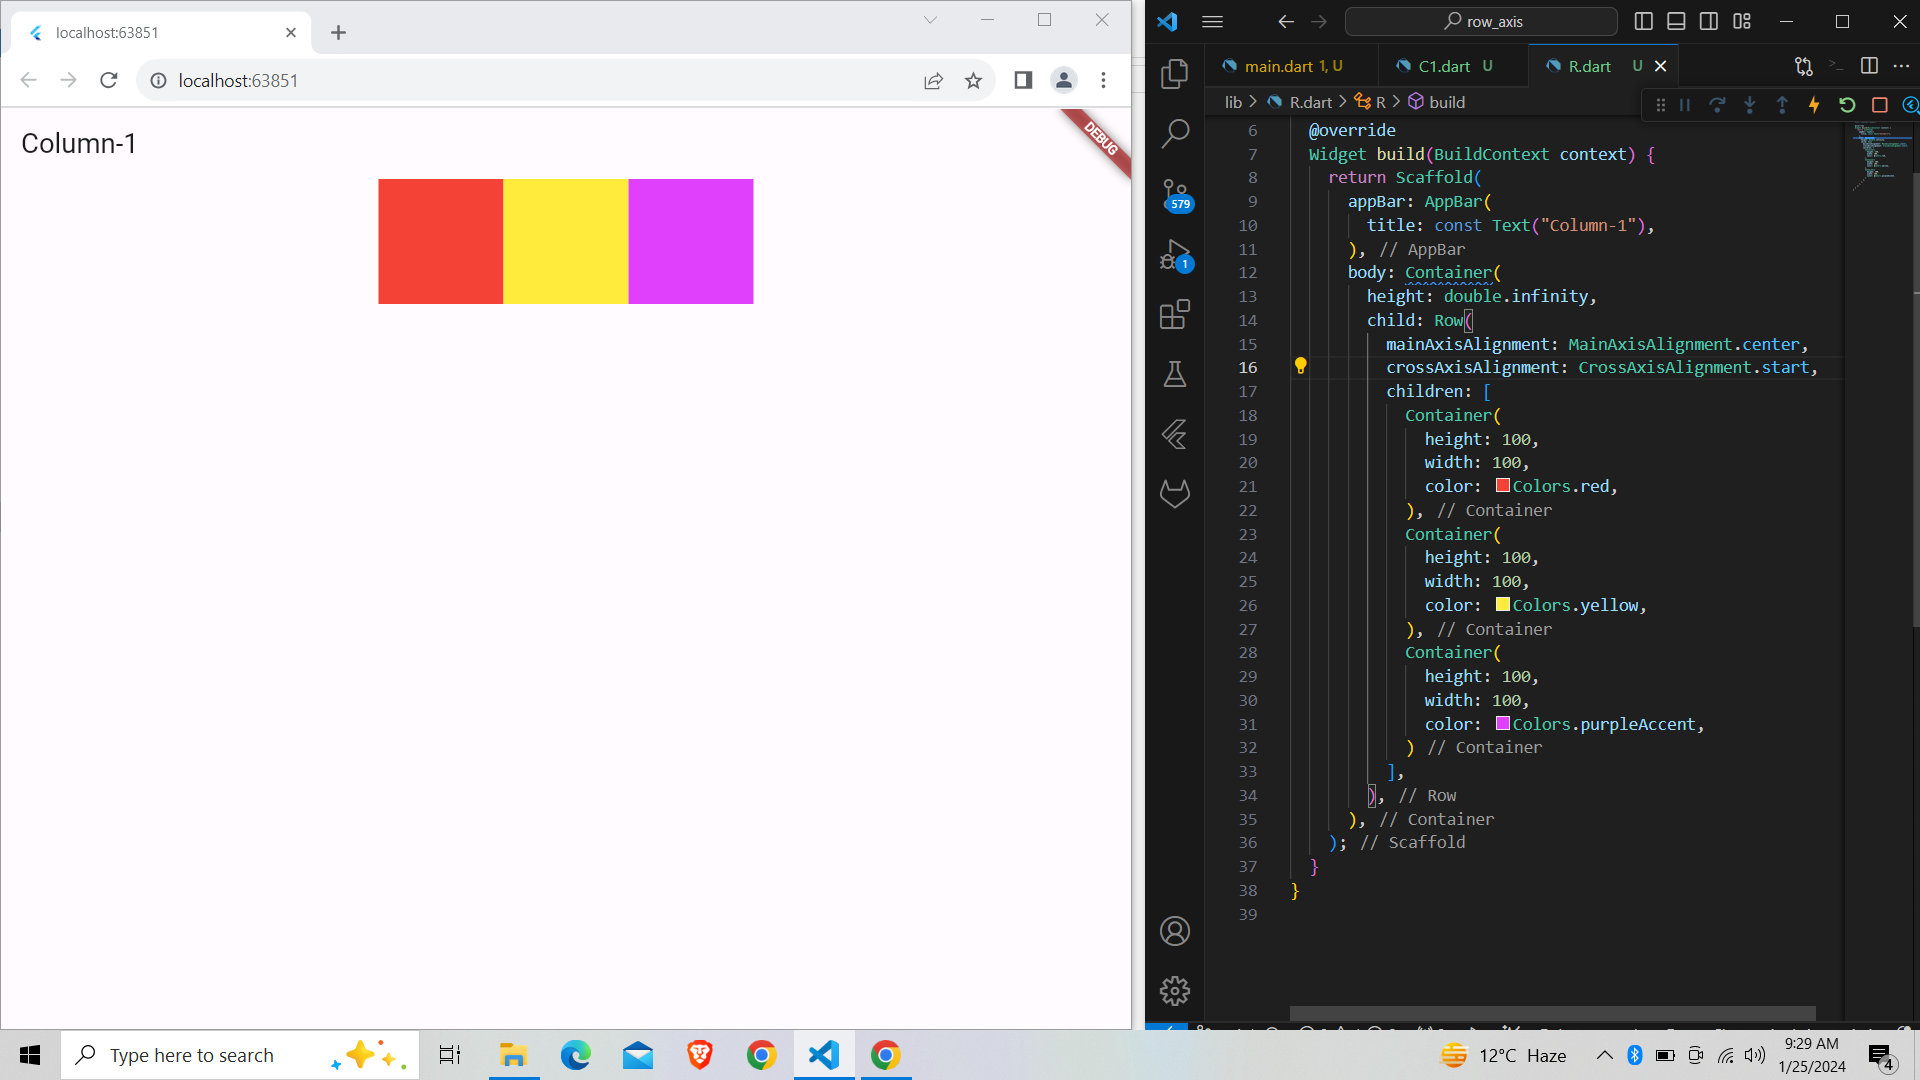 localhost:63851
localhost:63851
Column-1
DEBUG
row_axis
main.dart 1, U
C1.dart U
R.dart U
lib > R.dart > R > build
6 @override
7 Widget build(BuildContext context) {
8 return Scaffold(
9 appBar: AppBar(
10 title: const Text("Column-1"),
11 ), // AppBar
12 body: Container(
13 height: double.infinity,
14 child: Row(
15 mainAxisAlignment: MainAxisAlignment.center,
16 crossAxisAlignment: CrossAxisAlignment.start,
17 children: [
18 Container(
19 height: 100,
20 width: 100,
21 color: Colors.red,
22 ), // Container
23 Container(
24 height: 100,
25 width: 100,
26 color: Colors.yellow,
27 ), // Container
28 Container(
29 height: 100,
30 width: 100,
31 color: Colors.purpleAccent,
32 ) // Container
33 ],
34 ), // Row
35 ), // Container
36 ); // Scaffold
37 }
38 }
39
579
1
Type here to search
12°C Haze
9:29 AM
1/25/2024
4